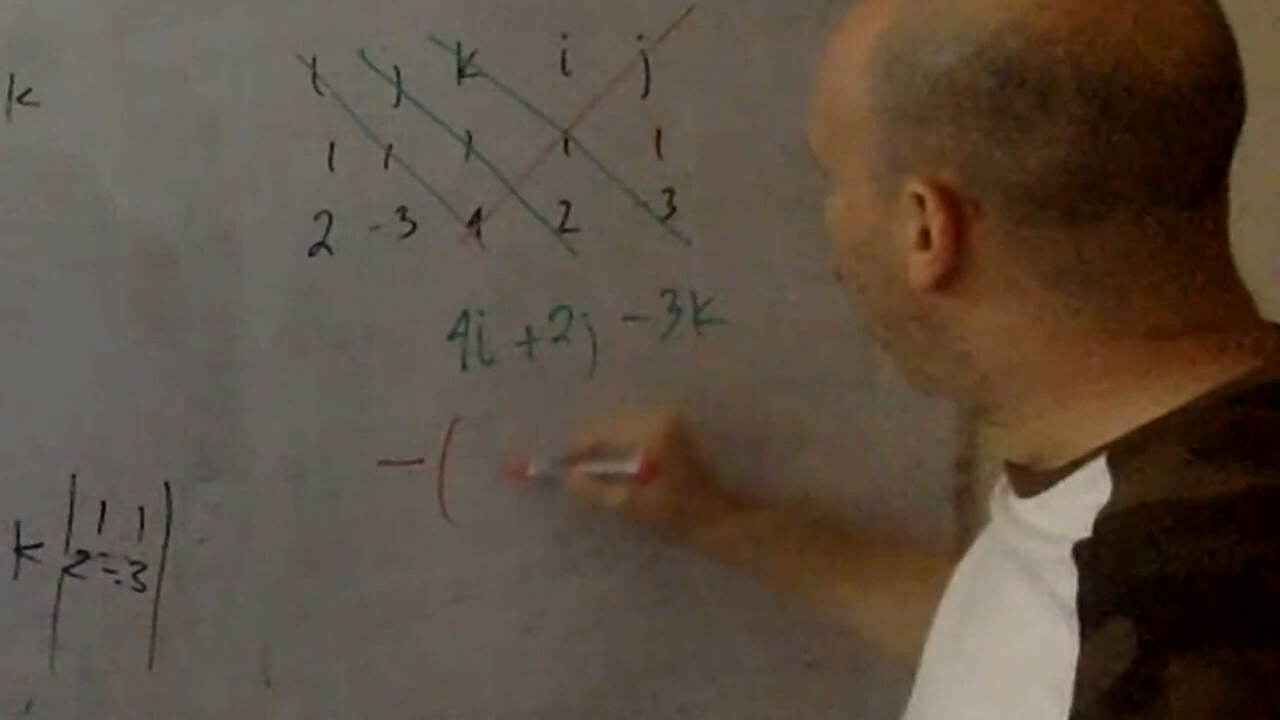 k
i j k i j
1 1 1 1 1
2 -3 4 2 -3
4i + 2j - 3k
- (
k | 1 1 |
| 2 -3 |